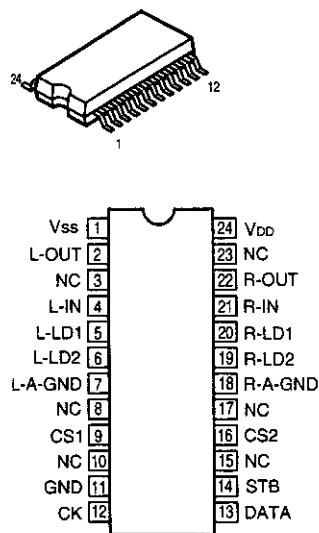 24
12
1
Vss 1 24 VDD
L-OUT 2 23 NC
NC 3 22 R-OUT
L-IN 4 21 R-IN
L-LD1 5 20 R-LD1
L-LD2 6 19 R-LD2
L-A-GND 7 18 R-A-GND
NC 8 17 NC
CS1 9 16 CS2
NC 10 15 NC
GND 11 14 STB
CK 12 13 DATA